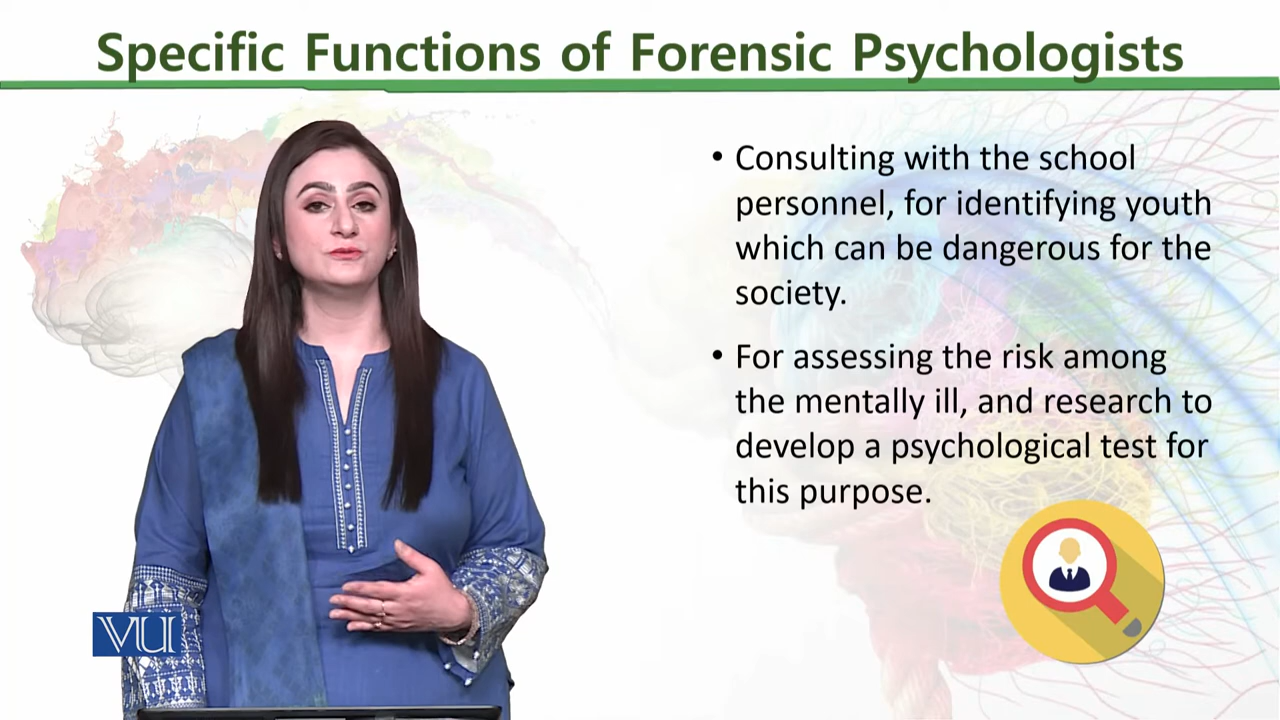 Specific Functions of Forensic Psychologists
• Consulting with the school
personnel, for identifying youth
which can be dangerous for the
society.
• For assessing the risk among
the mentally ill, and research to
develop a psychological test for
this purpose.
VU